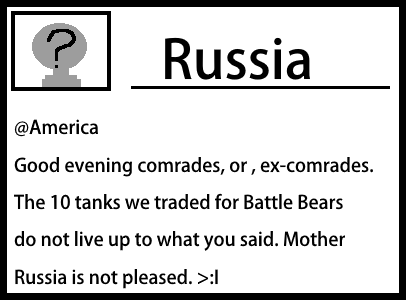 ?
Russia
@America
Good evening comrades, or , ex-comrades.
The 10 tanks we traded for Battle Bears
do not live up to what you said. Mother
Russia is not pleased. >:I